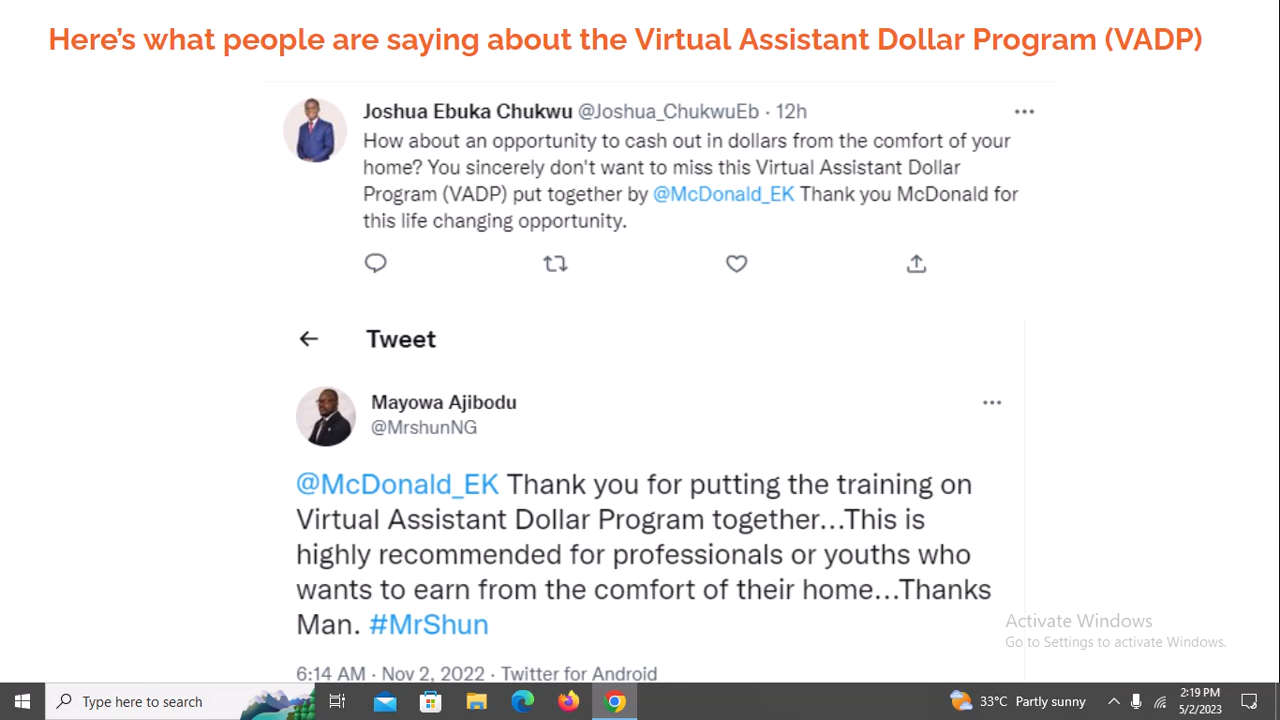 Here's what people are saying about the Virtual Assistant Dollar Program (VADP)
Joshua Ebuka Chukwu @Joshua_ChukwuEb · 12h
How about an opportunity to cash out in dollars from the comfort of your
home? You sincerely don't want to miss this Virtual Assistant Dollar
Program (VADP) put together by @McDonald_EK Thank you McDonald for
this life changing opportunity.
Tweet
Mayowa Ajibodu
@MrshunNG
@McDonald_EK Thank you for putting the training on
Virtual Assistant Dollar Program together...This is
highly recommended for professionals or youths who
wants to earn from the comfort of their home...Thanks
Man. #MrShun
6:14 AM · Nov 2, 2022 · Twitter for Android
Activate Windows
Go to Settings to activate Windows.
Type here to search
33°C Partly sunny
2:19 PM
5/2/2023